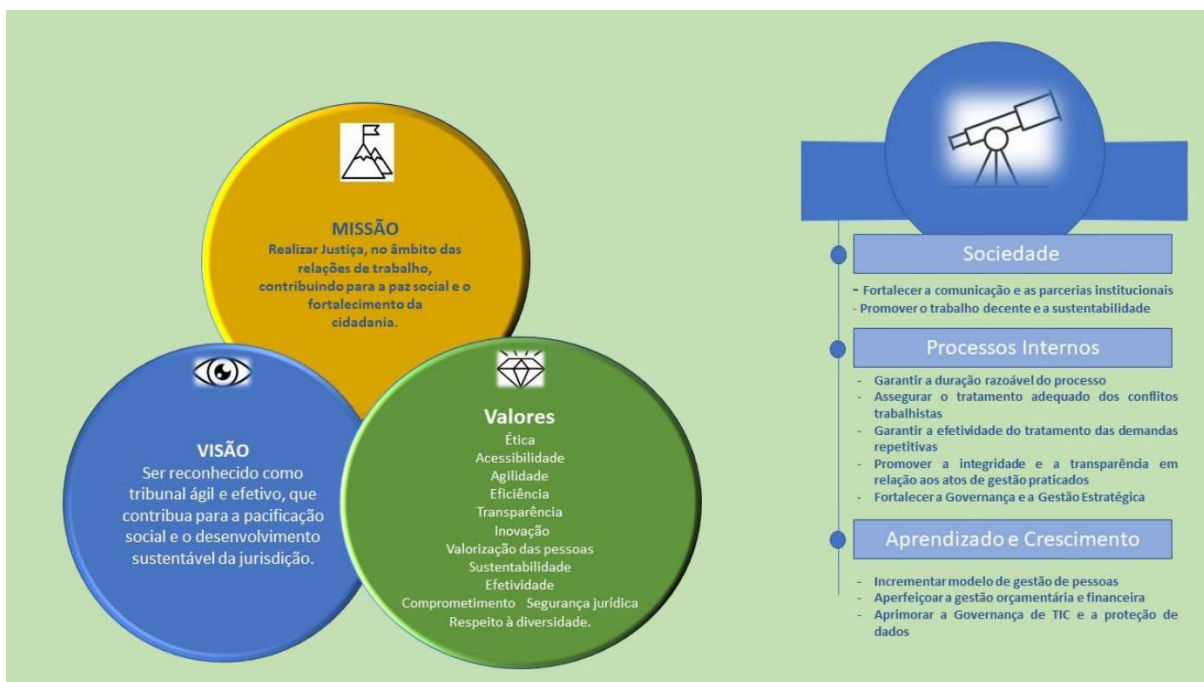 MISSÃO
Realizar Justiça, no âmbito das
relações de trabalho,
contribuindo para a paz social e o
fortalecimento da
cidadania.
VISÃO
Ser reconhecido como
tribunal ágil e efetivo, que
contribua para a pacificação
social e o desenvolvimento
sustentável da jurisdição.
Valores
Ética
Acessibilidade
Agilidade
Eficiência
Transparência
Inovação
Valorização das pessoas
Sustentabilidade
Efetividade
Comprometimento Segurança jurídica
Respeito à diversidade.
Sociedade
- Fortalecer a comunicação e as parcerias institucionais
- Promover o trabalho decente e a sustentabilidade
Processos Internos
- Garantir a duração razoável do processo
- Assegurar o tratamento adequado dos conflitos
trabalhistas
- Garantir a efetividade do tratamento das demandas
repetitivas
- Promover a integridade e a transparência em
relação aos atos de gestão praticados
- Fortalecer a Governança e a Gestão Estratégica
Aprendizado e Crescimento
- Incrementar modelo de gestão de pessoas
- Aperfeiçoar a gestão orçamentária e financeira
- Aprimorar a Governança de TIC e a proteção de
dados